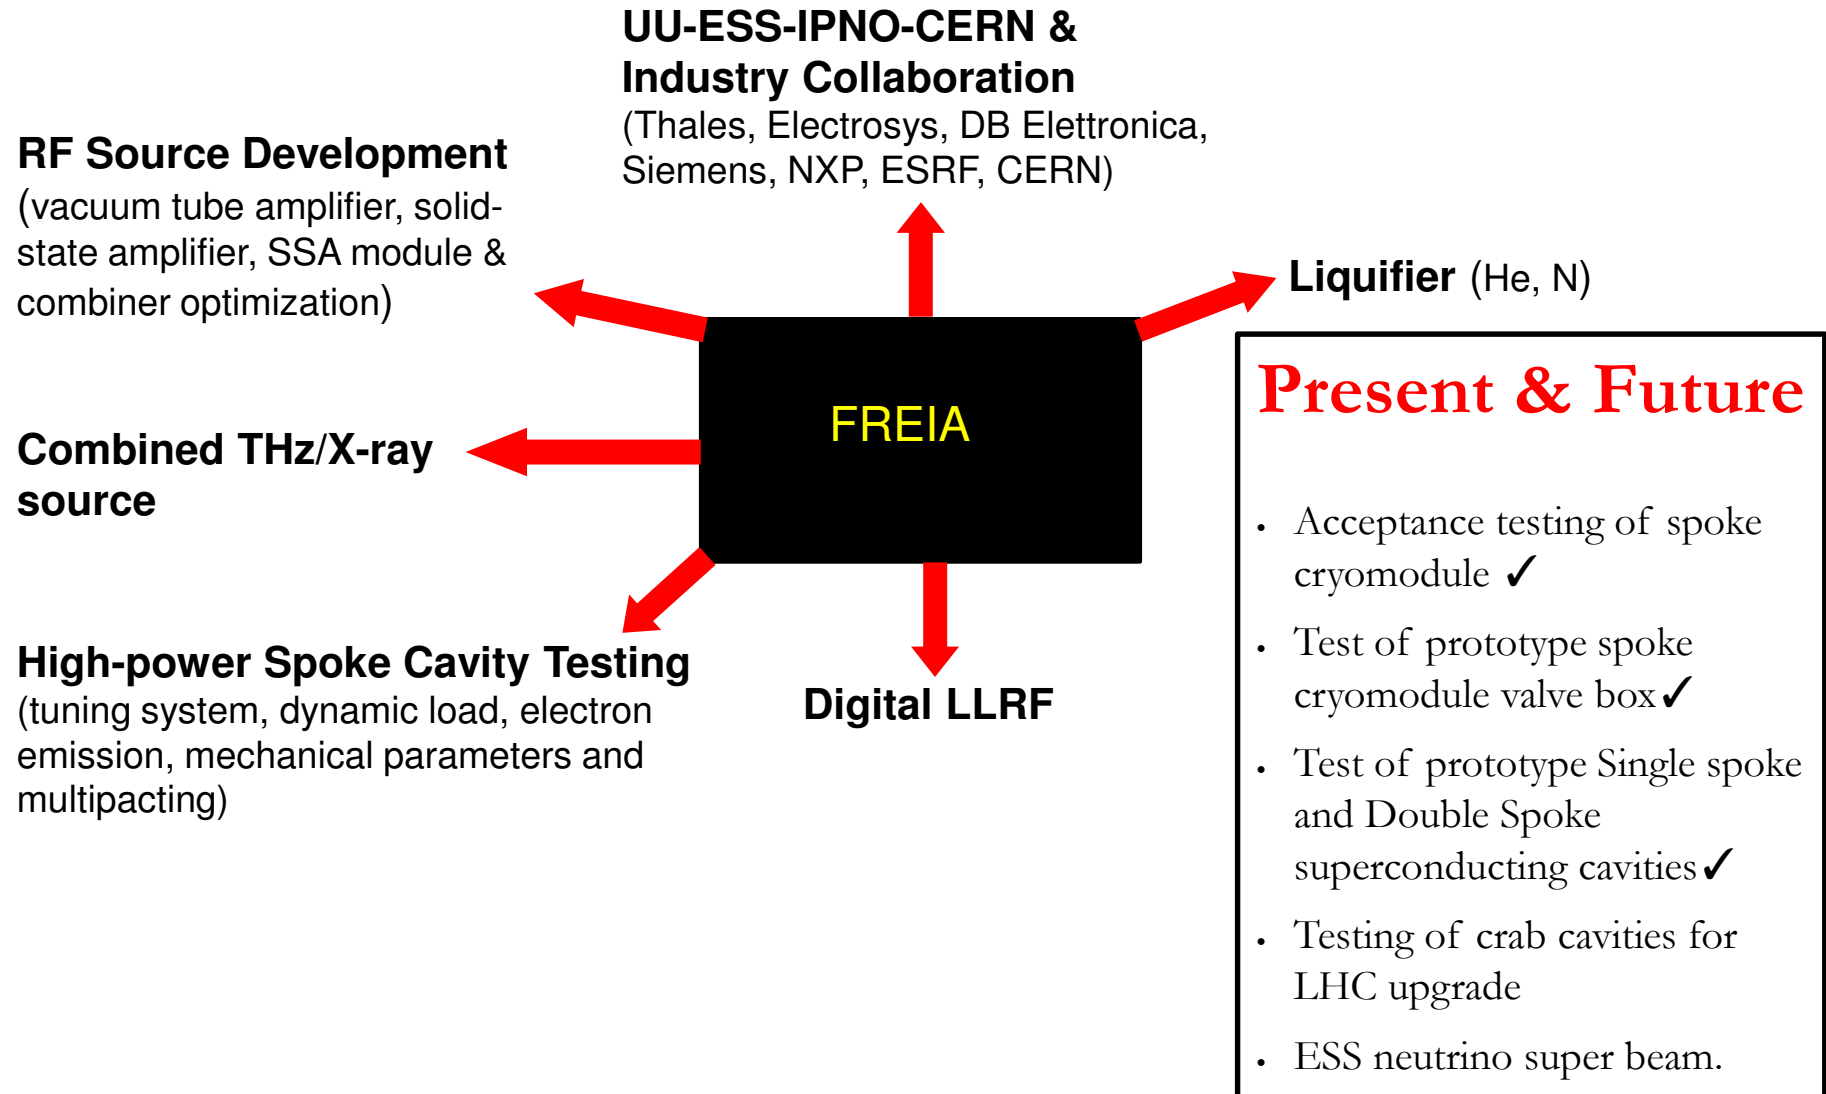 UU-ESS-IPNO-CERN &
Industry Collaboration
(Thales, Electrosys, DB Elettronica,
Siemens, NXP, ESRF, CERN)
RF Source Development
(vacuum tube amplifier, solid-
state amplifier, SSA module &
combiner optimization)
Liquifier (He, N)
FREIA
Combined THz/X-ray
source
High-power Spoke Cavity Testing
(tuning system, dynamic load, electron
emission, mechanical parameters and
multipacting)
Digital LLRF
Present & Future
• Acceptance testing of spoke
cryomodule ✓
• Test of prototype spoke
cryomodule valve box ✓
• Test of prototype Single spoke
and Double Spoke
superconducting cavities ✓
• Testing of crab cavities for
LHC upgrade
• ESS neutrino super beam.